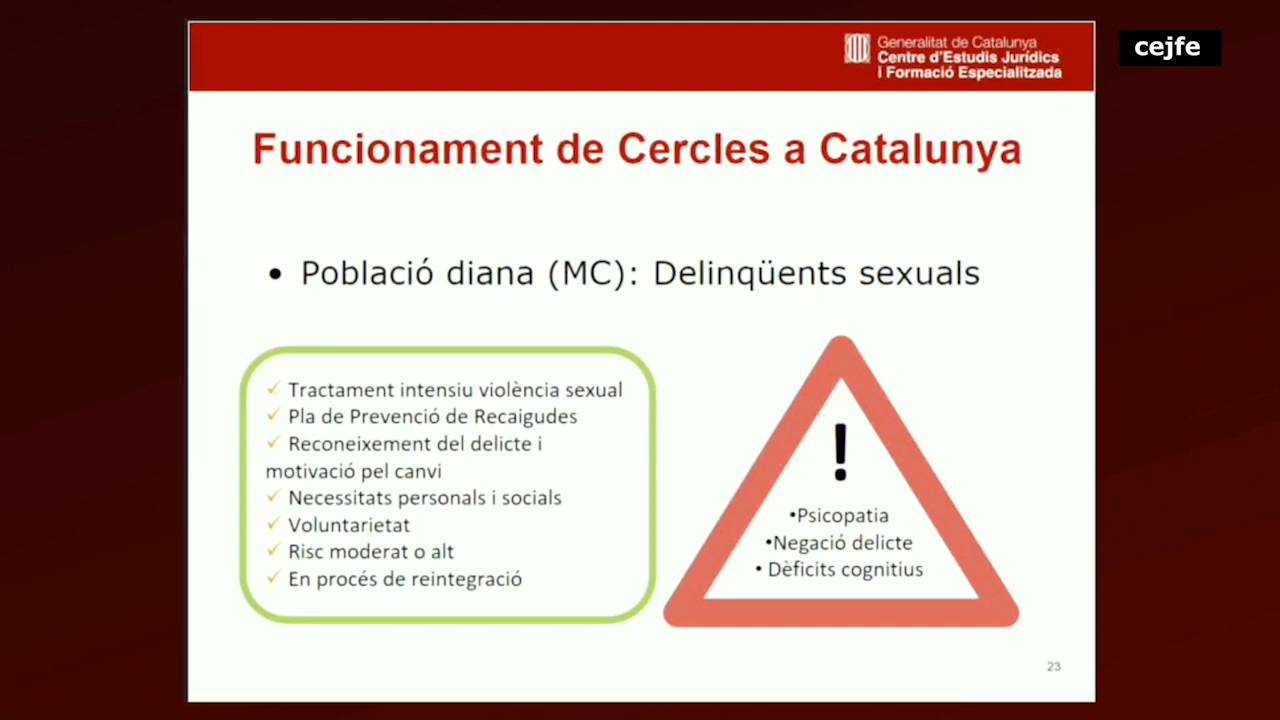 Generalitat de Catalunya
Centre d'Estudis Jurídics
i Formació Especialitzada
cejfe
Funcionament de Cercles a Catalunya
• Població diana (MC): Delinqüents sexuals
✓ Tractament intensiu violència sexual
✓ Pla de Prevenció de Recaigudes
✓ Reconeixement del delicte i
motivació pel canvi
✓ Necessitats personals i socials
✓ Voluntarietat
✓ Risc moderat o alt
✓ En procés de reintegració
!
•Psicopatia
•Negació delicte
• Dèficits cognitius
23